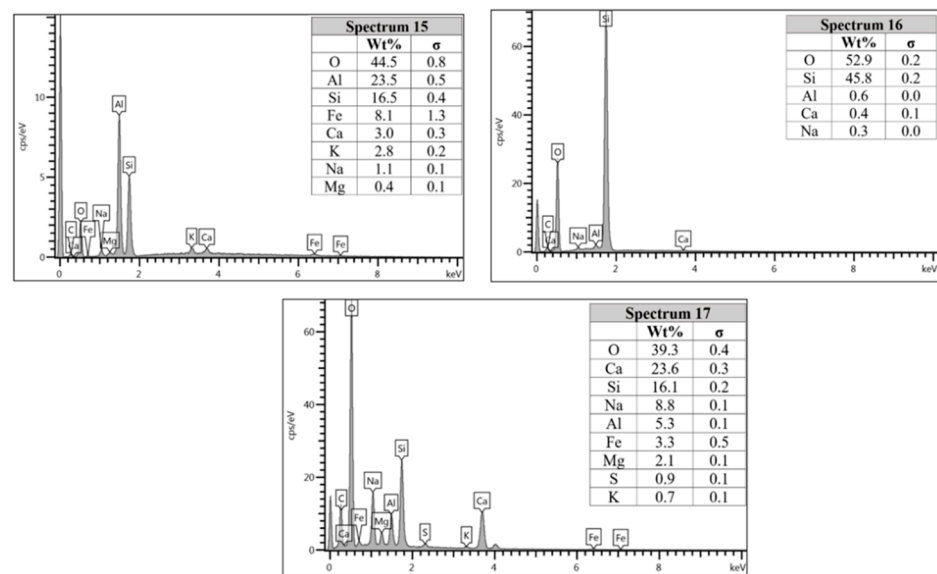 Spectrum 15
Wt% σ
O 44.5 0.8
Al 23.5 0.5
Si 16.5 0.4
Fe 8.1 1.3
Ca 3.0 0.3
K 2.8 0.2
Na 1.1 0.1
Mg 0.4 0.1
cps/eV
10
5
0
Al
Si
O
Na
C
Fe
Mg
K
Ca
Fe
Fe
0 2 4 6 8 keV
Spectrum 16
Wt% σ
O 52.9 0.2
Si 45.8 0.2
Al 0.6 0.0
Ca 0.4 0.1
Na 0.3 0.0
cps/eV
60
40
20
0
Si
O
C
Na
Al
Ca
0 2 4 6 8 keV
Spectrum 17
Wt% σ
O 39.3 0.4
Ca 23.6 0.3
Si 16.1 0.2
Na 8.8 0.1
Al 5.3 0.1
Fe 3.3 0.5
Mg 2.1 0.1
S 0.9 0.1
K 0.7 0.1
cps/eV
60
40
20
0
O
Si
Na
C
Al
Ca
Fe
Mg
Ca
S
K
Fe
Fe
0 2 4 6 8 keV